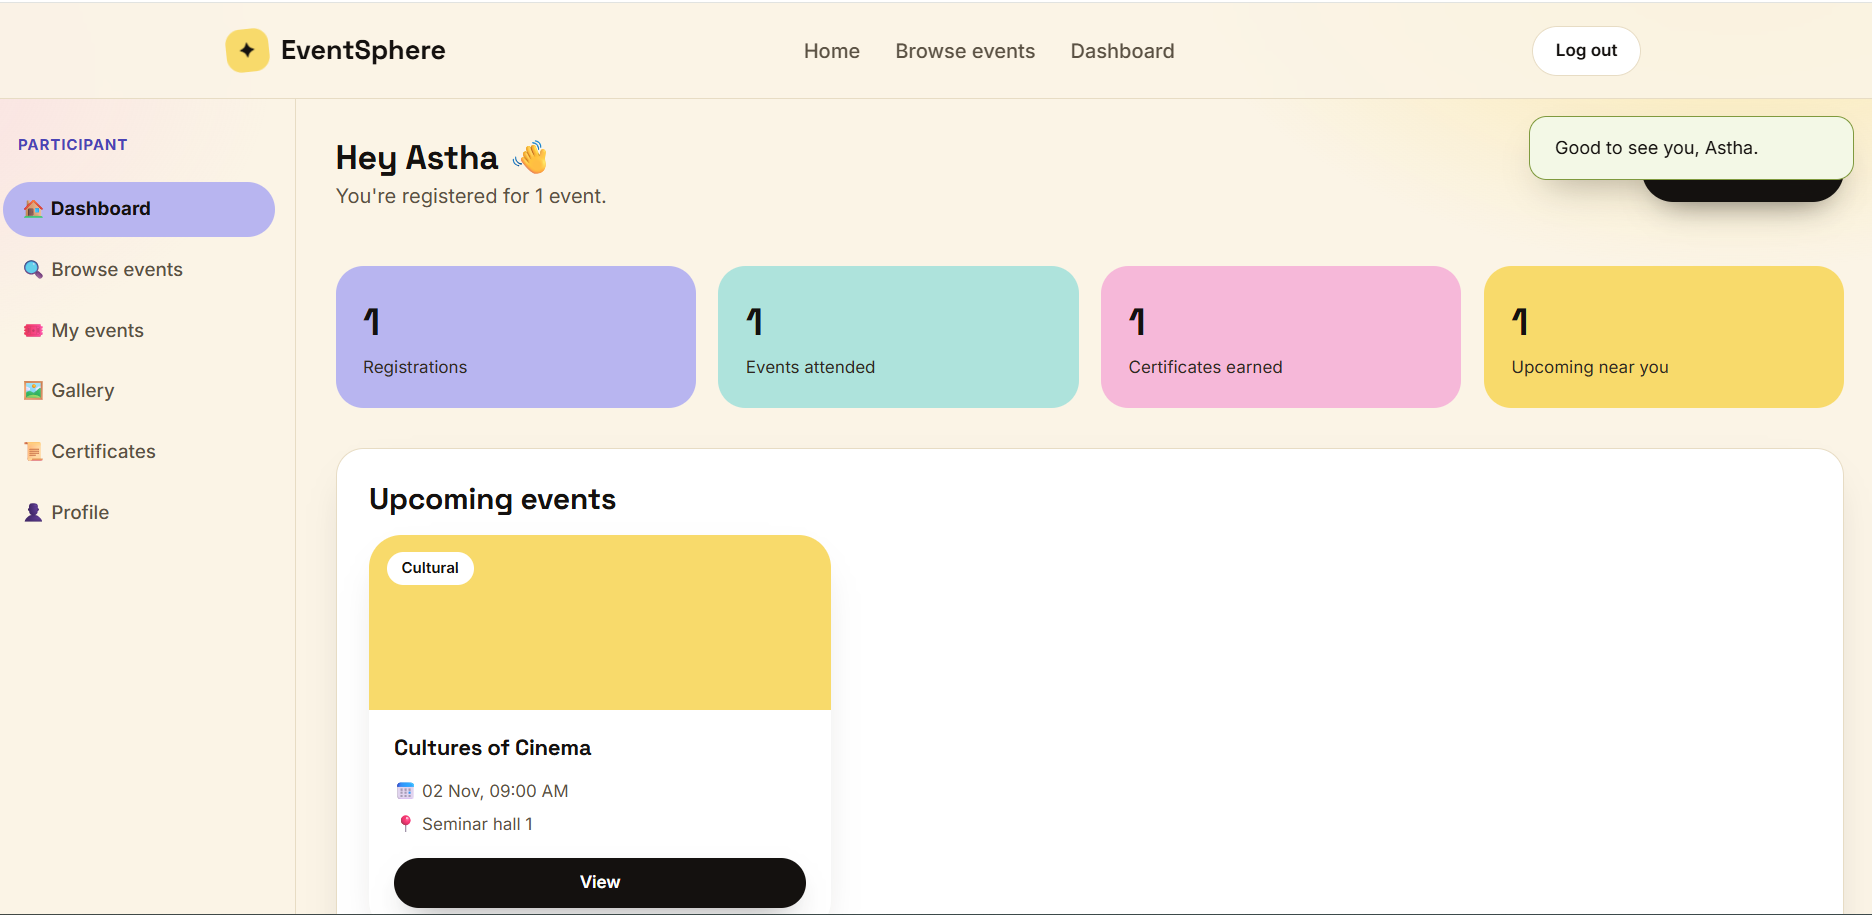 EventSphere
Home Browse events Dashboard
Log out
PARTICIPANT
Dashboard
Browse events
My events
Gallery
Certificates
Profile
Hey Astha
You're registered for 1 event.
Good to see you, Astha.
1
Registrations
1
Events attended
1
Certificates earned
1
Upcoming near you
Upcoming events
Cultural
Cultures of Cinema
02 Nov, 09:00 AM
Seminar hall 1
View